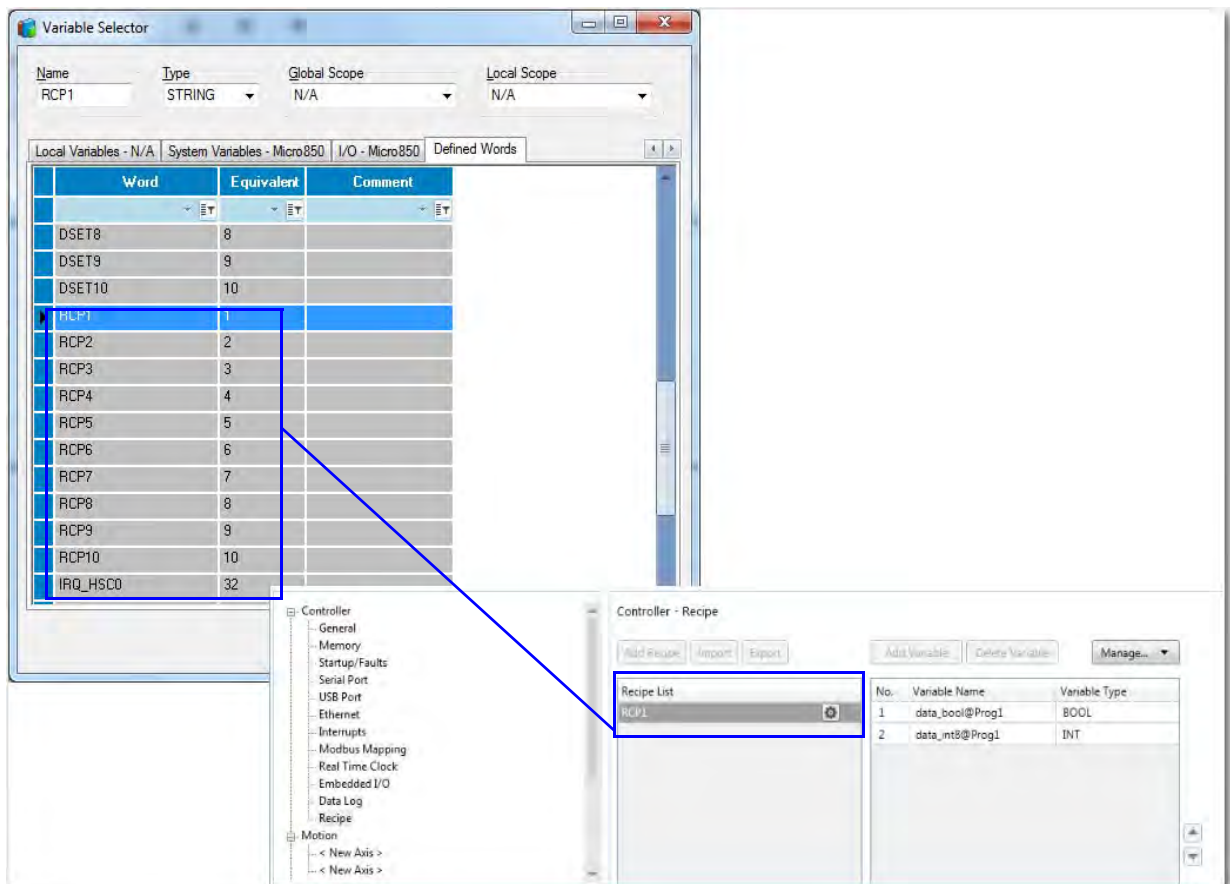 Variable Selector
Name Type Global Scope Local Scope
RCP1 STRING N/A N/A
Local Variables - N/A System Variables - Micro850 I/O - Micro850 Defined Words
Word Equivalent Comment
DSET8 8
DSET9 9
DSET10 10
RCP1 1
RCP2 2
RCP3 3
RCP4 4
RCP5 5
RCP6 6
RCP7 7
RCP8 8
RCP9 9
RCP10 10
IRQ_HSC0 32
Controller
General
Memory
Startup/Faults
Serial Port
USB Port
Ethernet
Interrupts
Modbus Mapping
Real Time Clock
Embedded I/O
Data Log
Recipe
Motion
< New Axis >
< New Axis >
Controller - Recipe
Add Recipe Import Export Add Variable Delete Variable Manage...
Recipe List
RCP1
No. Variable Name Variable Type
1 data_bool@Prog1 BOOL
2 data_int8@Prog1 INT